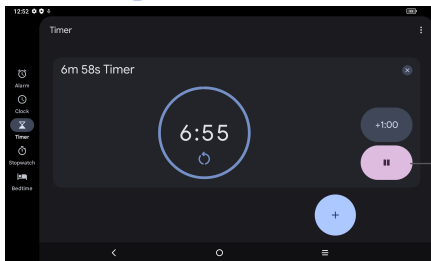 12:52
Timer
6m 58s Timer
Alarm
Clock
Timer
Stopwatch
Bedtime
6:55
+1:00